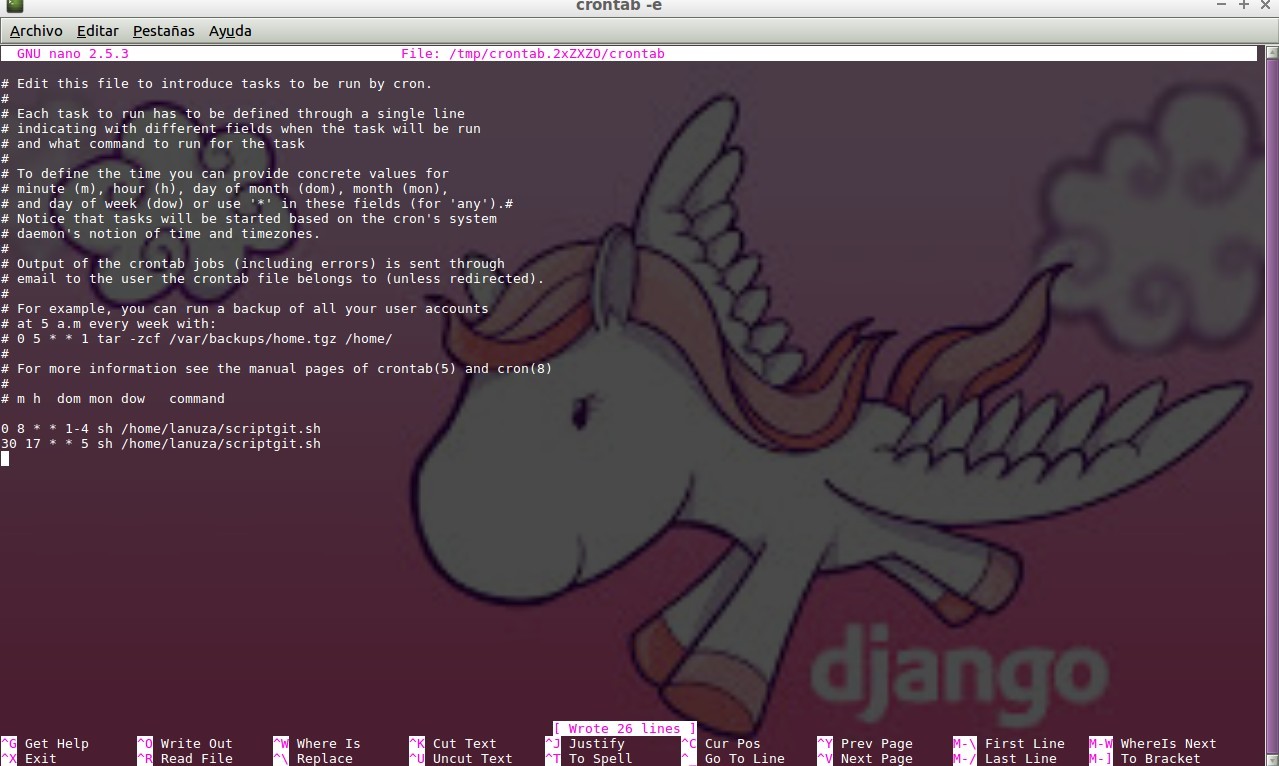 crontab -e
Archivo Editar Pestañas Ayuda
GNU nano 2.5.3 File: /tmp/crontab.2xZXZO/crontab
# Edit this file to introduce tasks to be run by cron.
#
# Each task to run has to be defined through a single line
# indicating with different fields when the task will be run
# and what command to run for the task
#
# To define the time you can provide concrete values for
# minute (m), hour (h), day of month (dom), month (mon),
# and day of week (dow) or use '*' in these fields (for 'any').#
# Notice that tasks will be started based on the cron's system
# daemon's notion of time and timezones.
#
# Output of the crontab jobs (including errors) is sent through
# email to the user the crontab file belongs to (unless redirected).
#
# For example, you can run a backup of all your user accounts
# at 5 a.m every week with:
# 0 5 * * 1 tar -zcf /var/backups/home.tgz /home/
#
# For more information see the manual pages of crontab(5) and cron(8)
#
# m h  dom mon dow   command
0 8 * * 1-4 sh /home/lanuza/scriptgit.sh
30 17 * * 5 sh /home/lanuza/scriptgit.sh
django
[ Wrote 26 lines ]
^G Get Help ^O Write Out ^W Where Is ^K Cut Text ^J Justify ^C Cur Pos ^Y Prev Page M-\ First Line M-W WhereIs Next
^X Exit ^R Read File ^\ Replace ^U Uncut Text ^T To Spell ^_ Go To Line ^V Next Page M-/ Last Line M-] To Bracket